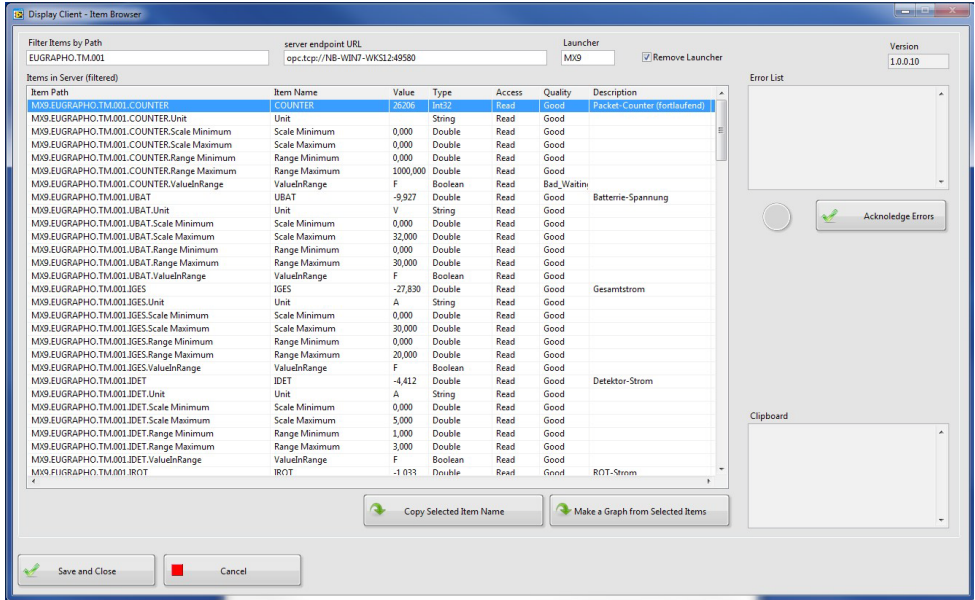 Display Client - Item Browser
Filter Items by Path server endpoint URL Launcher Version
EUGRAPHO.TM.001 opc.tcp://NB-WIN7-WKS12:49580 MX9 Remove Launcher 1.0.0.10
Items in Server (filtered) Error List
Item Path Item Name Value Type Access Quality Description
MX9.EUGRAPHO.TM.001.COUNTER COUNTER 26206 Int32 Read Good Packet-Counter (fortlaufend)
MX9.EUGRAPHO.TM.001.COUNTER.Unit Unit String Read Good
MX9.EUGRAPHO.TM.001.COUNTER.Scale Minimum Scale Minimum 0,000 Double Read Good
MX9.EUGRAPHO.TM.001.COUNTER.Scale Maximum Scale Maximum 0,000 Double Read Good
MX9.EUGRAPHO.TM.001.COUNTER.Range Minimum Range Minimum 0,000 Double Read Good
MX9.EUGRAPHO.TM.001.COUNTER.Range Maximum Range Maximum 1000,000 Double Read Good
MX9.EUGRAPHO.TM.001.COUNTER.ValueInRange ValueInRange F Boolean Read Bad_Waiting
MX9.EUGRAPHO.TM.001.UBAT UBAT -9,927 Double Read Good Batterrie-Spannung
MX9.EUGRAPHO.TM.001.UBAT.Unit Unit V String Read Good
MX9.EUGRAPHO.TM.001.UBAT.Scale Minimum Scale Minimum 0,000 Double Read Good
MX9.EUGRAPHO.TM.001.UBAT.Scale Maximum Scale Maximum 32,000 Double Read Good
MX9.EUGRAPHO.TM.001.UBAT.Range Minimum Range Minimum 0,000 Double Read Good
MX9.EUGRAPHO.TM.001.UBAT.Range Maximum Range Maximum 30,000 Double Read Good
MX9.EUGRAPHO.TM.001.UBAT.ValueInRange ValueInRange F Boolean Read Good
MX9.EUGRAPHO.TM.001.IGES IGES -27,830 Double Read Good Gesamtstrom
MX9.EUGRAPHO.TM.001.IGES.Unit Unit A String Read Good
MX9.EUGRAPHO.TM.001.IGES.Scale Minimum Scale Minimum 0,000 Double Read Good
MX9.EUGRAPHO.TM.001.IGES.Scale Maximum Scale Maximum 30,000 Double Read Good
MX9.EUGRAPHO.TM.001.IGES.Range Minimum Range Minimum 0,000 Double Read Good
MX9.EUGRAPHO.TM.001.IGES.Range Maximum Range Maximum 20,000 Double Read Good
MX9.EUGRAPHO.TM.001.IGES.ValueInRange ValueInRange F Boolean Read Good
MX9.EUGRAPHO.TM.001.IDET IDET -4,412 Double Read Good Detektor-Strom
MX9.EUGRAPHO.TM.001.IDET.Unit Unit A String Read Good
MX9.EUGRAPHO.TM.001.IDET.Scale Minimum Scale Minimum 0,000 Double Read Good
MX9.EUGRAPHO.TM.001.IDET.Scale Maximum Scale Maximum 5,000 Double Read Good
MX9.EUGRAPHO.TM.001.IDET.Range Minimum Range Minimum 1,000 Double Read Good
MX9.EUGRAPHO.TM.001.IDET.Range Maximum Range Maximum 3,000 Double Read Good
MX9.EUGRAPHO.TM.001.IDET.ValueInRange ValueInRange F Boolean Read Good
MX9.EUGRAPHO.TM.001.IROT IROT -1,033 Double Read Good ROT-Strom
Acknoledge Errors
Clipboard
Copy Selected Item Name Make a Graph from Selected Items
Save and Close Cancel